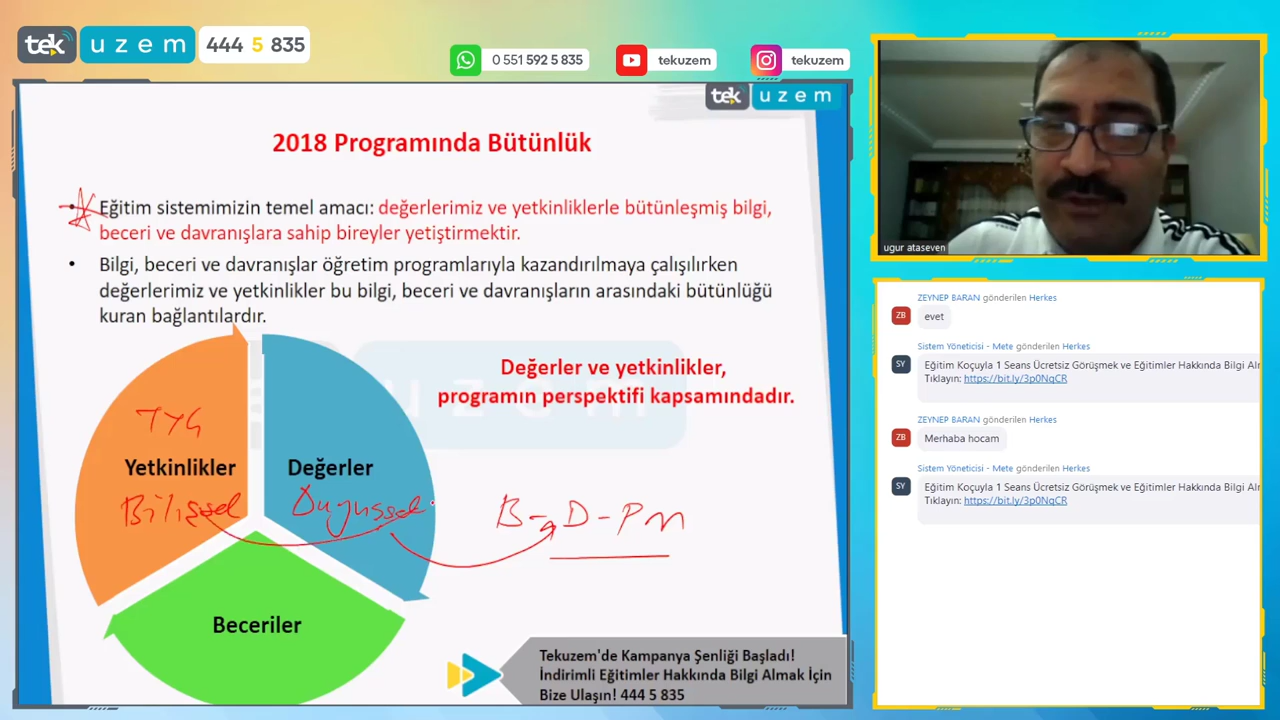 tek uzem 444 5 835
0 551 592 5 835
tekuzem
tekuzem
tek uzem
2018 Programında Bütünlük
• Eğitim sistemimizin temel amacı: değerlerimiz ve yetkinliklerle bütünleşmiş bilgi,
beceri ve davranışlara sahip bireyler yetiştirmektir.
• Bilgi, beceri ve davranışlar öğretim programlarıyla kazandırılmaya çalışılırken
değerlerimiz ve yetkinlikler bu bilgi, beceri ve davranışların arasındaki bütünlüğü
kuran bağlantılardır.
Değerler ve yetkinlikler,
programın perspektifi kapsamındadır.
uzem
TYÇ
Yetkinlikler
Bilişsel
Değerler
Duyuşsal
B-D-PM
Beceriler
Tekuzem'de Kampanya Şenliği Başladı!
İndirimli Eğitimler Hakkında Bilgi Almak İçin
Bize Ulaşın! 444 5 835
ugur ataseven
ZEYNEP BARAN gönderilen Herkes
ZB evet
Sistem Yöneticisi - Mete gönderilen Herkes
SY Eğitim Koçuyla 1 Seans Ücretsiz Görüşmek ve Eğitimler Hakkında Bilgi
Tıklayın: https://bit.ly/3p0NqCR
ZEYNEP BARAN gönderilen Herkes
ZB Merhaba hocam
Sistem Yöneticisi - Mete gönderilen Herkes
SY Eğitim Koçuyla 1 Seans Ücretsiz Görüşmek ve Eğitimler Hakkında Bilgi
Tıklayın: https://bit.ly/3p0NqCR